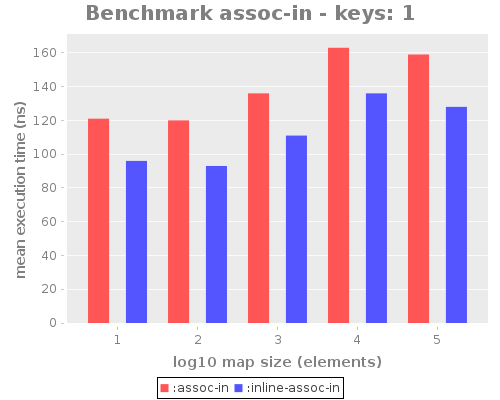 Benchmark assoc-in - keys: 1
mean execution time (ns)
160
140
120
100
80
60
40
20
0
1 2 3 4 5
log10 map size (elements)
:assoc-in :inline-assoc-in